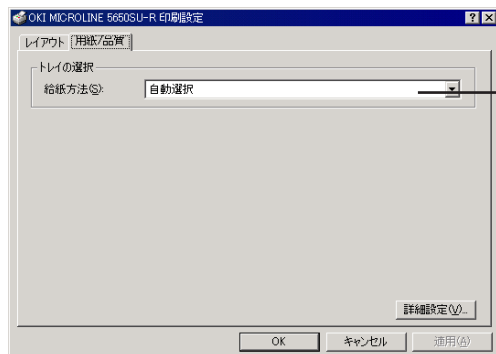 OKI MICROLINE 5650SU-R 印刷設定
レイアウト 用紙/品質
トレイの選択
給紙方法(S): 自動選択
詳細設定(V)...
OK キャンセル 適用(A)